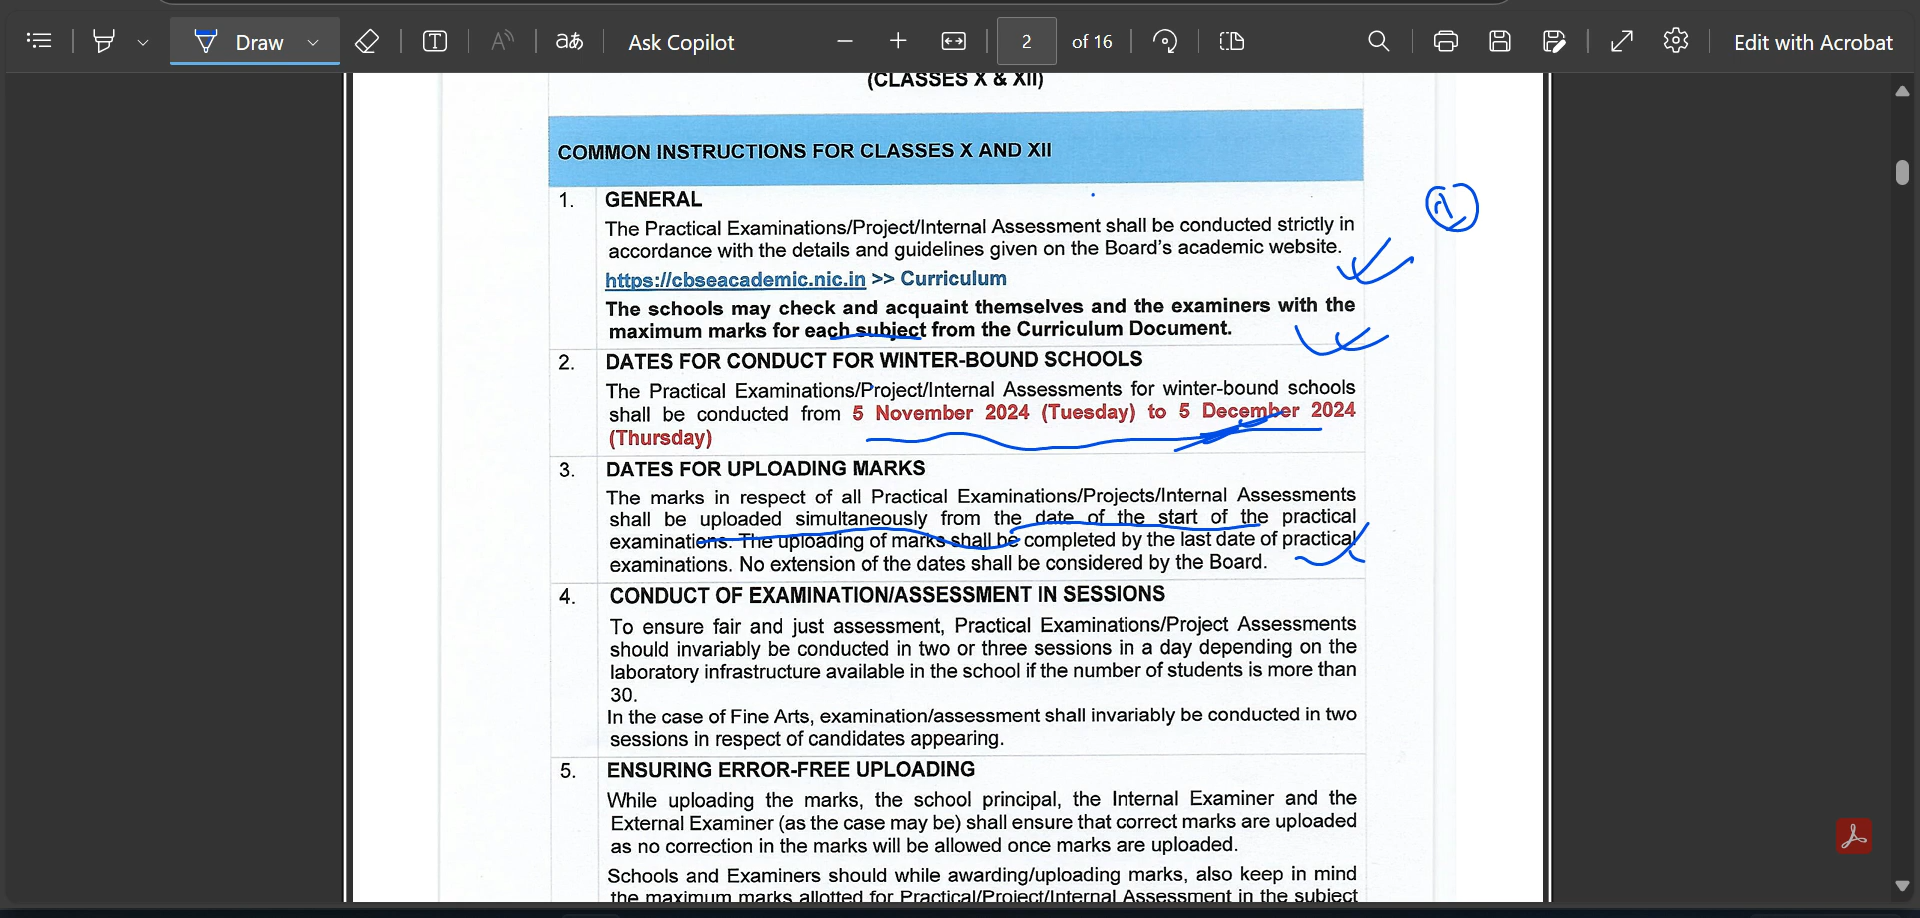 Draw
aあ
Ask Copilot
2
of 16
Edit with Acrobat
(CLASSES X & XII)
COMMON INSTRUCTIONS FOR CLASSES X AND XII
1. GENERAL
The Practical Examinations/Project/Internal Assessment shall be conducted strictly in
accordance with the details and guidelines given on the Board's academic website.
https://cbseacademic.nic.in >> Curriculum
The schools may check and acquaint themselves and the examiners with the
maximum marks for each subject from the Curriculum Document.
2. DATES FOR CONDUCT FOR WINTER-BOUND SCHOOLS
The Practical Examinations/Project/Internal Assessments for winter-bound schools
shall be conducted from 5 November 2024 (Tuesday) to 5 December 2024
(Thursday)
3. DATES FOR UPLOADING MARKS
The marks in respect of all Practical Examinations/Projects/Internal Assessments
shall be uploaded simultaneously from the date of the start of the practical
examinations. The uploading of marks shall be completed by the last date of practical
examinations. No extension of the dates shall be considered by the Board.
4. CONDUCT OF EXAMINATION/ASSESSMENT IN SESSIONS
To ensure fair and just assessment, Practical Examinations/Project Assessments
should invariably be conducted in two or three sessions in a day depending on the
laboratory infrastructure available in the school if the number of students is more than
30.
In the case of Fine Arts, examination/assessment shall invariably be conducted in two
sessions in respect of candidates appearing.
5. ENSURING ERROR-FREE UPLOADING
While uploading the marks, the school principal, the Internal Examiner and the
External Examiner (as the case may be) shall ensure that correct marks are uploaded
as no correction in the marks will be allowed once marks are uploaded.
Schools and Examiners should while awarding/uploading marks, also keep in mind
the maximum marks allotted for Practical/Project/Internal Assessment in the subject